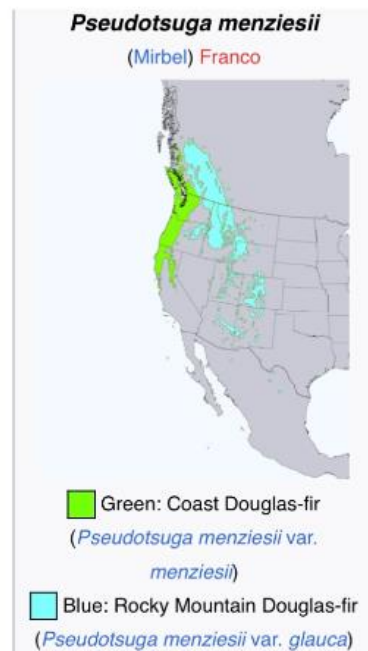 Pseudotsuga menziesii
(Mirbel) Franco
Green: Coast Douglas-fir
(Pseudotsuga menziesii var.
menziesii)
Blue: Rocky Mountain Douglas-fir
(Pseudotsuga menziesii var. glauca)